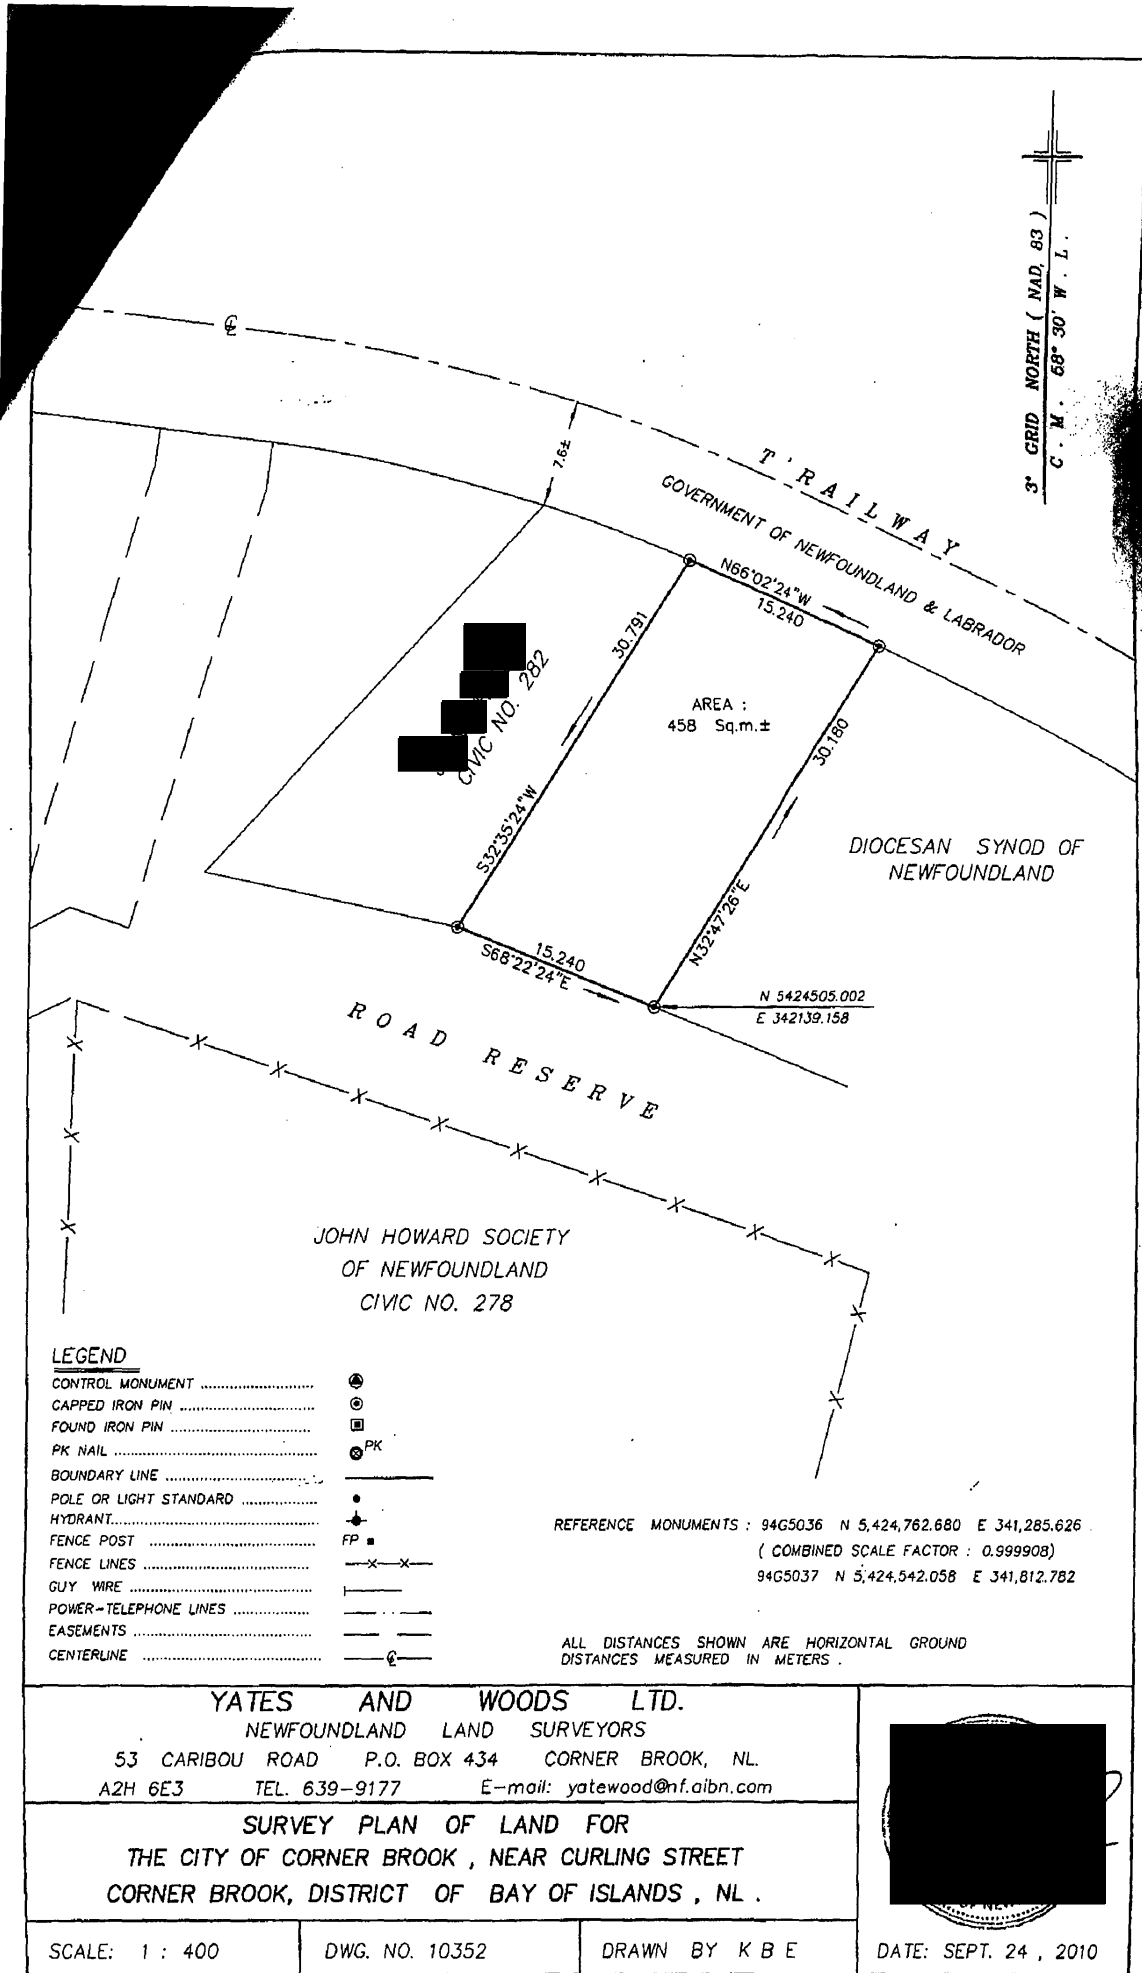 3° GRID NORTH ( NAD. 83 )
C . M . 68° 30' W . L .
℄
7.6±
T'RAILWAY
GOVERNMENT OF NEWFOUNDLAND & LABRADOR
N66°02'24"W
15.240
30.791
CIVIC NO. 282
AREA :
458 Sq.m.±
30.180
S32°35'24"W
DIOCESAN SYNOD OF
NEWFOUNDLAND
N32°47'26"E
15.240
S68°22'24"E
N 5424505.002
E 342139.158
ROAD RESERVE
JOHN HOWARD SOCIETY
OF NEWFOUNDLAND
CIVIC NO. 278
LEGEND
CONTROL MONUMENT
CAPPED IRON PIN
FOUND IRON PIN
PK NAIL PK
BOUNDARY LINE
POLE OR LIGHT STANDARD
HYDRANT
FENCE POST FP
FENCE LINES
GUY WIRE
POWER-TELEPHONE LINES
EASEMENTS
CENTERLINE ℄
REFERENCE MONUMENTS : 94G5036 N 5,424,762.680 E 341,285.626
( COMBINED SCALE FACTOR : 0.999908)
94G5037 N 5,424,542.058 E 341,812.782
ALL DISTANCES SHOWN ARE HORIZONTAL GROUND
DISTANCES MEASURED IN METERS .
YATES AND WOODS LTD.
NEWFOUNDLAND LAND SURVEYORS
53 CARIBOU ROAD P.O. BOX 434 CORNER BROOK, NL.
A2H 6E3 TEL. 639-9177 E-mail: yatewood@nf.aibn.com
SURVEY PLAN OF LAND FOR
THE CITY OF CORNER BROOK , NEAR CURLING STREET
CORNER BROOK, DISTRICT OF BAY OF ISLANDS , NL .
SCALE: 1 : 400
DWG. NO. 10352
DRAWN BY K B E
DATE: SEPT. 24 , 2010